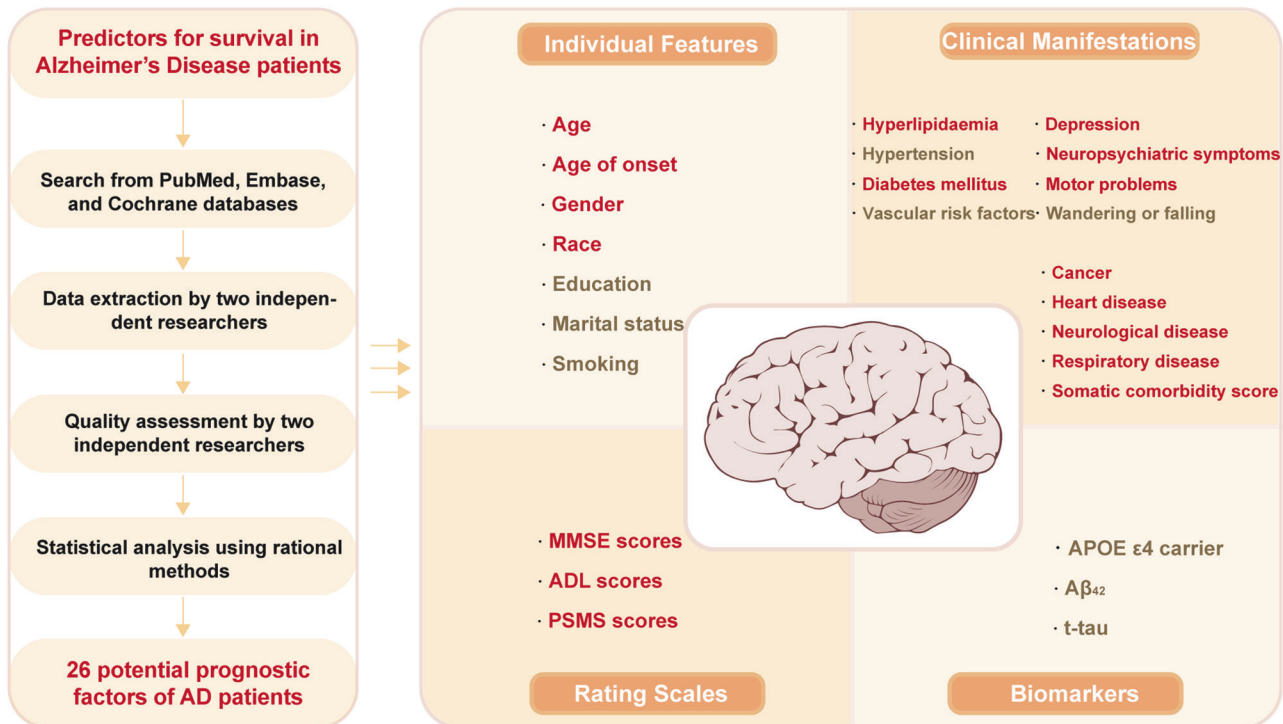 Predictors for survival in
Alzheimer's Disease patients
Search from PubMed, Embase,
and Cochrane databases
Data extraction by two indepen-
dent researchers
Quality assessment by two
independent researchers
Statistical analysis using rational
methods
26 potential prognostic
factors of AD patients
Individual Features
· Age
· Age of onset
· Gender
· Race
· Education
· Marital status
· Smoking
Clinical Manifestations
· Hyperlipidaemia
· Hypertension
· Diabetes mellitus
· Vascular risk factors
· Depression
· Neuropsychiatric symptoms
· Motor problems
· Wandering or falling
· Cancer
· Heart disease
· Neurological disease
· Respiratory disease
· Somatic comorbidity score
· MMSE scores
· ADL scores
· PSMS scores
Rating Scales
· APOE ε4 carrier
· Aβ₄₂
· t-tau
Biomarkers